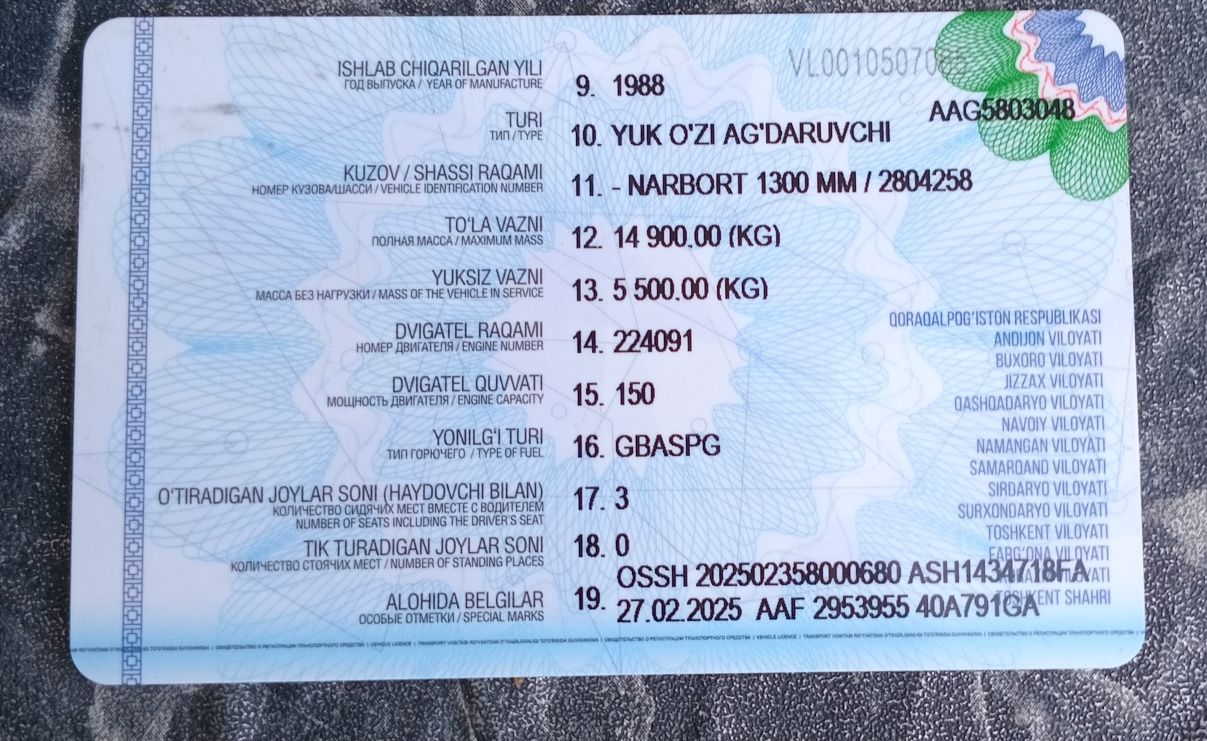 VL0010507065
AAG5803048
ISHLAB CHIQARILGAN YILI
ГОД ВЫПУСКА / YEAR OF MANUFACTURE
9. 1988
TURI
ТИП / TYPE
10. YUK O'ZI AG'DARUVCHI
KUZOV / SHASSI RAQAMI
НОМЕР КУЗОВА/ШАССИ / VEHICLE IDENTIFICATION NUMBER
11. - NARBORT 1300 MM / 2804258
TO'LA VAZNI
ПОЛНАЯ МАССА / MAXIMUM MASS
12. 14 900.00 (KG)
YUKSIZ VAZNI
МАССА БЕЗ НАГРУЗКИ / MASS OF THE VEHICLE IN SERVICE
13. 5 500.00 (KG)
DVIGATEL RAQAMI
НОМЕР ДВИГАТЕЛЯ / ENGINE NUMBER
14. 224091
DVIGATEL QUVVATI
МОЩНОСТЬ ДВИГАТЕЛЯ / ENGINE CAPACITY
15. 150
YONILG'I TURI
ТИП ГОРЮЧЕГО / TYPE OF FUEL
16. GBASPG
O'TIRADIGAN JOYLAR SONI (HAYDOVCHI BILAN)
КОЛИЧЕСТВО СИДЯЧИХ МЕСТ ВМЕСТЕ С ВОДИТЕЛЕМ
NUMBER OF SEATS INCLUDING THE DRIVER'S SEAT
17. 3
TIK TURADIGAN JOYLAR SONI
КОЛИЧЕСТВО СТОЯЧИХ МЕСТ / NUMBER OF STANDING PLACES
18. 0
ALOHIDA BELGILAR
ОСОБЫЕ ОТМЕТКИ / SPECIAL MARKS
19. OSSH 202502358000680 ASH1434718FA
27.02.2025 AAF 2953955 40A791GA
QORAQALPOG'ISTON RESPUBLIKASI
ANDIJON VILOYATI
BUXORO VILOYATI
JIZZAX VILOYATI
QASHQADARYO VILOYATI
NAVOIY VILOYATI
NAMANGAN VILOYATI
SAMARQAND VILOYATI
SIRDARYO VILOYATI
SURXONDARYO VILOYATI
TOSHKENT VILOYATI
FARG'ONA VILOYATI
TOSHKENT SHAHRI